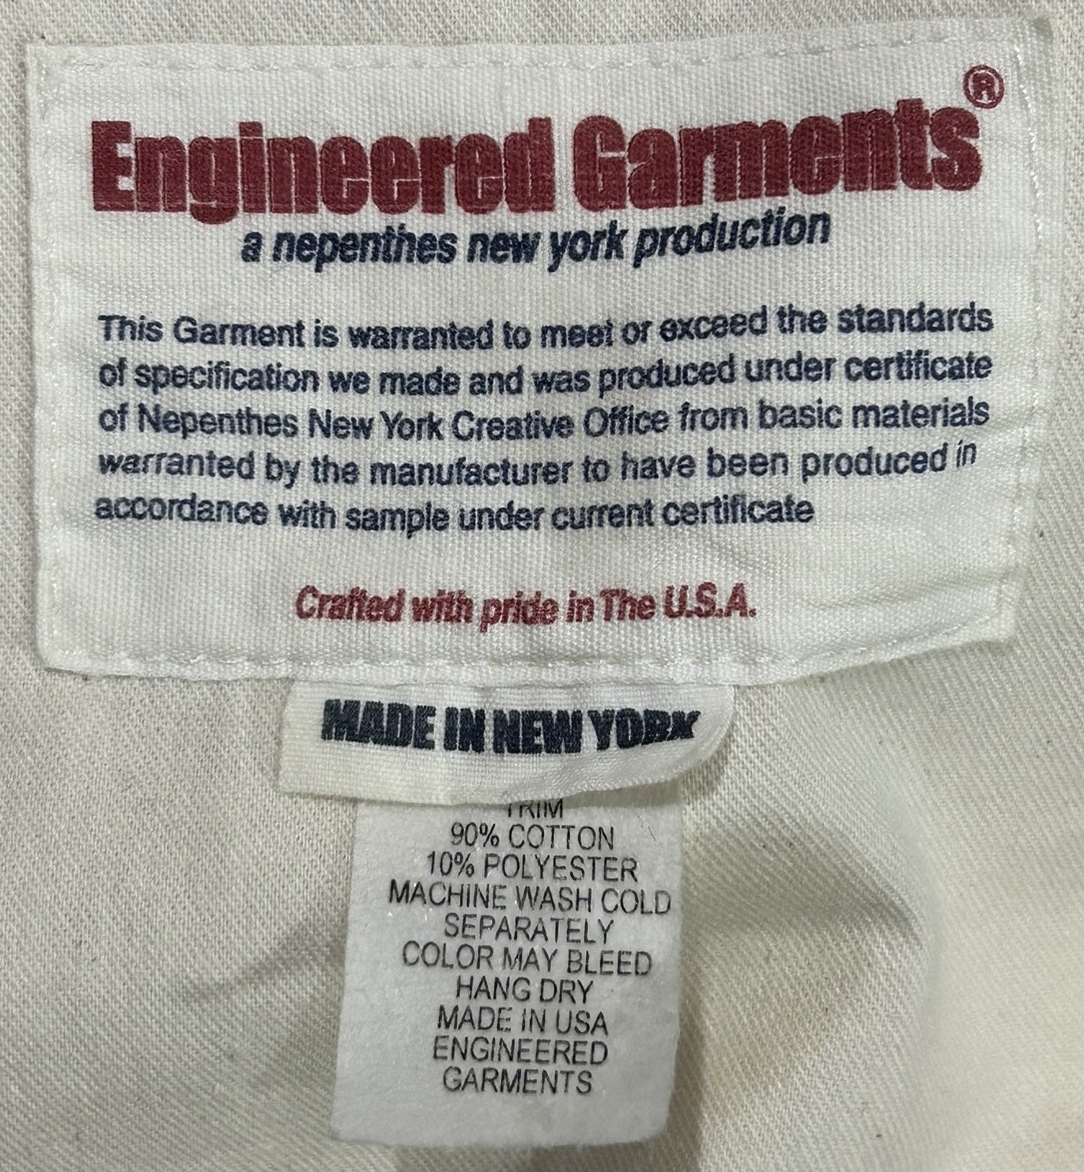 Engineered Garments®
a nepenthes new york production
This Garment is warranted to meet or exceed the standards
of specification we made and was produced under certificate
of Nepenthes New York Creative Office from basic materials
warranted by the manufacturer to have been produced in
accordance with sample under current certificate
Crafted with pride in The U.S.A.
MADE IN NEW YORK
TRIM
90% COTTON
10% POLYESTER
MACHINE WASH COLD
SEPARATELY
COLOR MAY BLEED
HANG DRY
MADE IN USA
ENGINEERED
GARMENTS